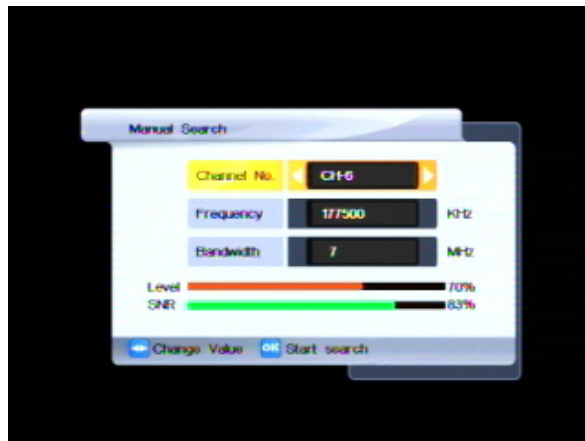 Manual Search
Channel No. CH-6
Frequency 177500 KHz
Bandwidth 7 MHz
Level 70%
SNR 83%
Change Value OK Start search